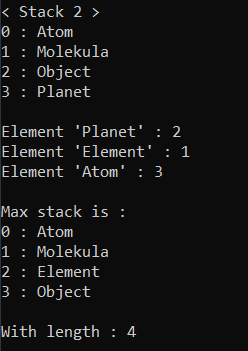 < Stack 2 >
0 : Atom
1 : Molekula
2 : Object
3 : Planet
Element 'Planet' : 2
Element 'Element' : 1
Element 'Atom' : 3
Max stack is :
0 : Atom
1 : Molekula
2 : Element
3 : Object
With length : 4